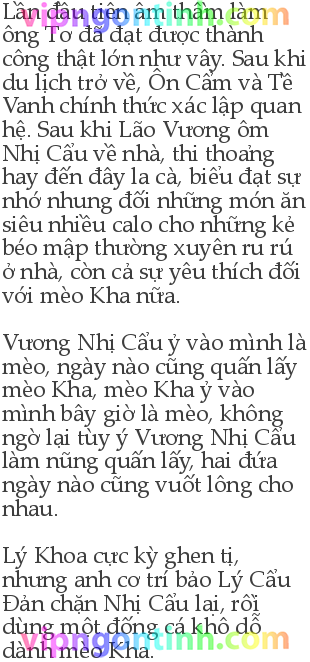 Lần đầu tiên âm thầm làm
ông Tơ đã đạt được thành
công thật lớn như vậy. Sau khi
du lịch trở về, Ôn Cẩm và Tề
Vanh chính thức xác lập quan
hệ. Sau khi Lão Vương ôm
Nhị Cẩu về nhà, thi thoảng
hay đến đây la cà, biểu đạt sự
nhớ nhung đối những món ăn
siêu nhiều calo cho những kẻ
béo mập thường xuyên ru rú
ở nhà, còn cả sự yêu thích đối
với mèo Kha nữa.
Vương Nhị Cẩu ỷ vào mình là
mèo, ngày nào cũng quấn lấy
mèo Kha, mèo Kha ỷ vào
mình bây giờ là mèo, không
ngờ lại tùy ý Vương Nhị Cẩu
làm nũng quấn lấy, hai đứa
ngày nào cũng vuốt lông cho
nhau.
Lý Khoa cực kỳ ghen tị,
nhưng anh cơ trí bảo Lý Cẩu
Đản chặn Nhị Cẩu lại, rồi
dùng một đống cá khô dỗ
dành mèo Kha.
vipngontinh.com
vipngontinh.com